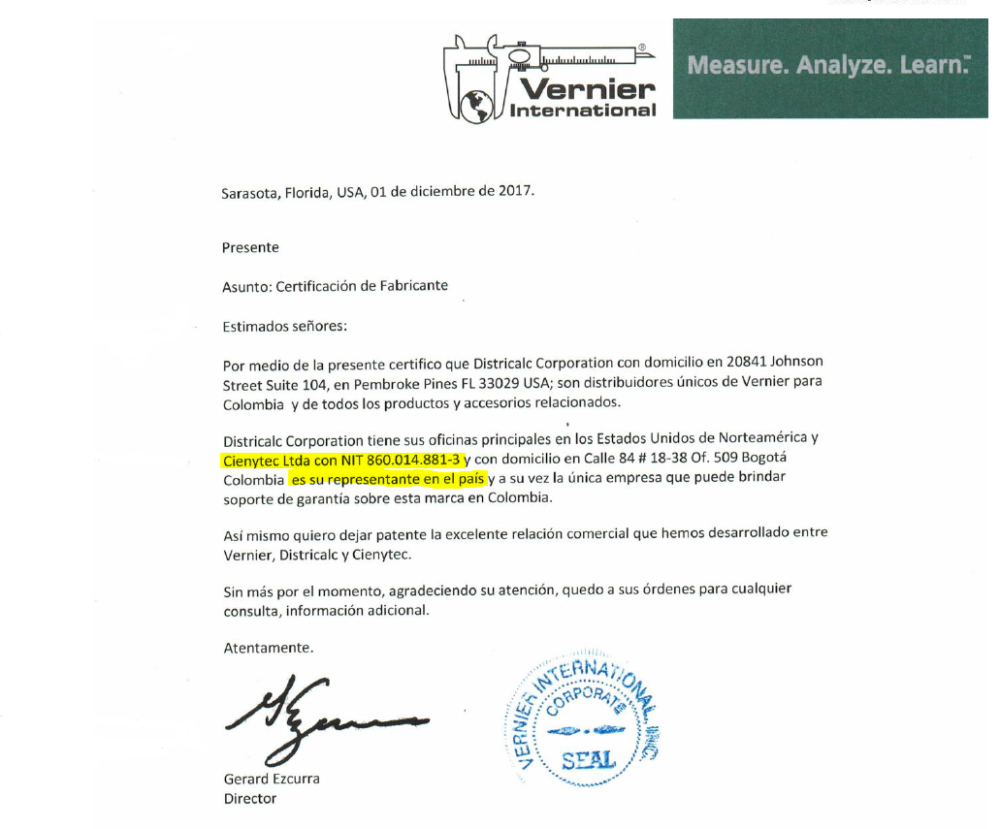 Vernier
International
®
Measure. Analyze. Learn.™
Sarasota, Florida, USA, 01 de diciembre de 2017.
Presente
Asunto: Certificación de Fabricante
Estimados señores:
Por medio de la presente certifico que Districalc Corporation con domicilio en 20841 Johnson
Street Suite 104, en Pembroke Pines FL 33029 USA; son distribuidores únicos de Vernier para
Colombia y de todos los productos y accesorios relacionados.
Districalc Corporation tiene sus oficinas principales en los Estados Unidos de Norteamérica y
Cienytec Ltda con NIT 860.014.881-3 y con domicilio en Calle 84 # 18-38 Of. 509 Bogotá
Colombia es su representante en el país y a su vez la única empresa que puede brindar
soporte de garantía sobre esta marca en Colombia.
Así mismo quiero dejar patente la excelente relación comercial que hemos desarrollado entre
Vernier, Districalc y Cienytec.
Sin más por el momento, agradeciendo su atención, quedo a sus órdenes para cualquier
consulta, información adicional.
Atentamente.
VERNIER INTERNATIONAL, INC.
CORPORATE
SEAL
Gerard Ezcurra
Director